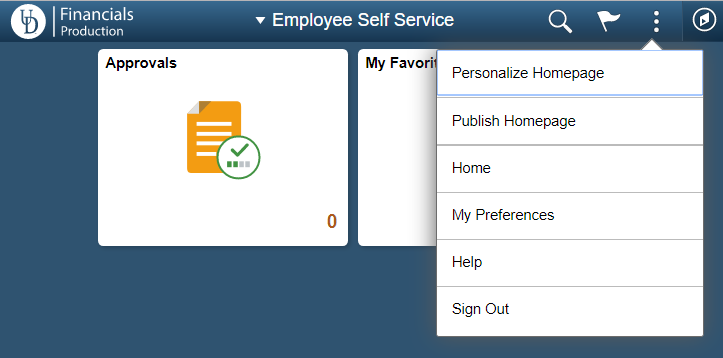 UD
Financials
Production
Employee Self Service
Approvals
0
My Favorit
Personalize Homepage
Publish Homepage
Home
My Preferences
Help
Sign Out